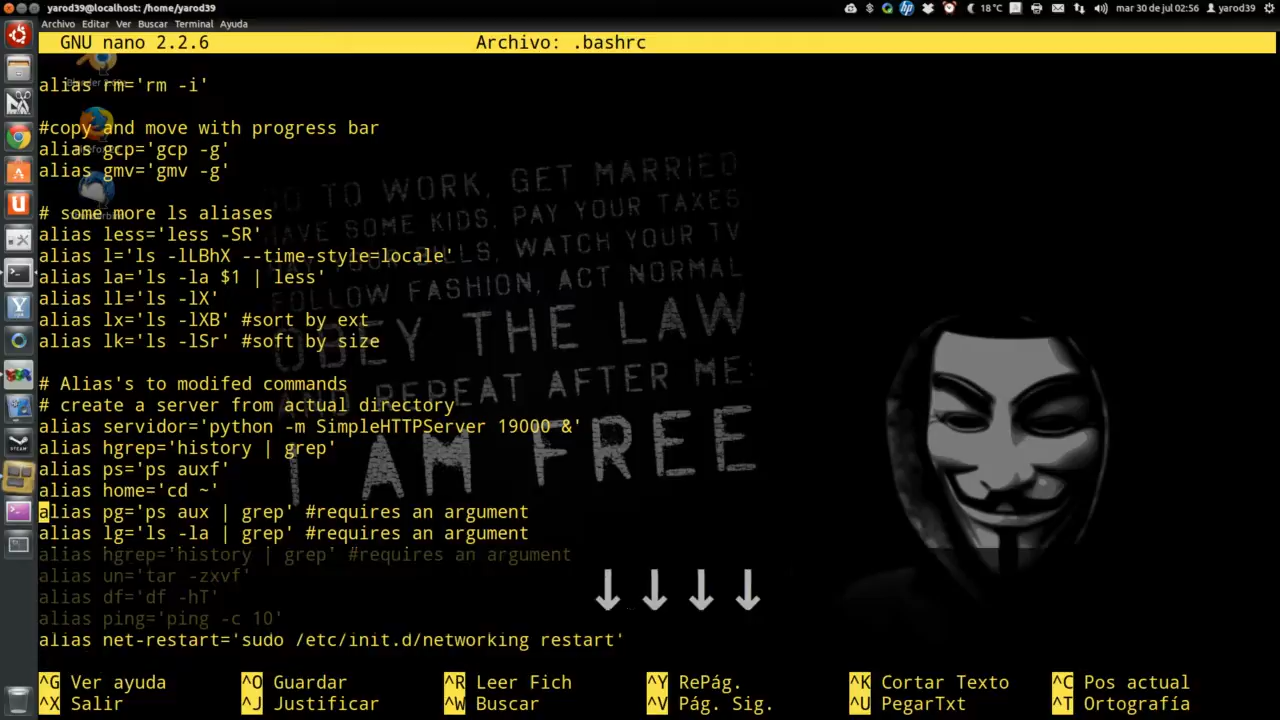 yarod39@localhost: /home/yarod39
18 °C
mar 30 de jul 02:56
yarod39
Archivo Editar Ver Buscar Terminal Ayuda
GNU nano 2.2.6 Archivo: .bashrc
alias rm='rm -i'
#copy and move with progress bar
alias gcp='gcp -g'
alias gmv='gmv -g'
# some more ls aliases
alias less='less -SR'
alias l='ls -lLBhX --time-style=locale'
alias la='ls -la $1 | less'
alias ll='ls -lX'
alias lx='ls -lXB' #sort by ext
alias lk='ls -lSr' #soft by size
# Alias's to modifed commands
# create a server from actual directory
alias servidor='python -m SimpleHTTPServer 19000 &'
alias hgrep='history | grep'
alias ps='ps auxf'
alias home='cd ~'
alias pg='ps aux | grep' #requires an argument
alias lg='ls -la | grep' #requires an argument
alias hgrep='history | grep' #requires an argument
alias un='tar -zxvf'
alias df='df -hT'
alias ping='ping -c 10'
alias net-restart='sudo /etc/init.d/networking restart'
GO TO WORK, GET MARRIED
HAVE SOME KIDS, PAY YOUR TAXES
PAY YOUR BILLS, WATCH YOUR TV
FOLLOW FASHION, ACT NORMAL
OBEY THE LAW
AND REPEAT AFTER ME:
I AM FREE
↓ ↓ ↓ ↓
^G Ver ayuda ^O Guardar ^R Leer Fich ^Y RePág. ^K Cortar Texto ^C Pos actual
^X Salir ^J Justificar ^W Buscar ^V Pág. Sig. ^U PegarTxt ^T Ortografía